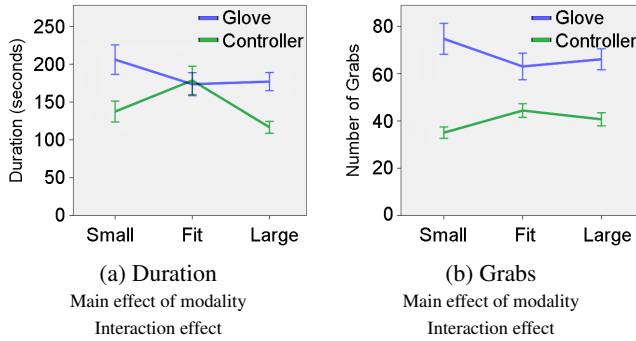 Glove
Controller
250
200
150
100
50
0
Duration (seconds)
Small Fit Large
(a) Duration
Main effect of modality
Interaction effect
Glove
Controller
80
60
40
20
0
Number of Grabs
Small Fit Large
(b) Grabs
Main effect of modality
Interaction effect